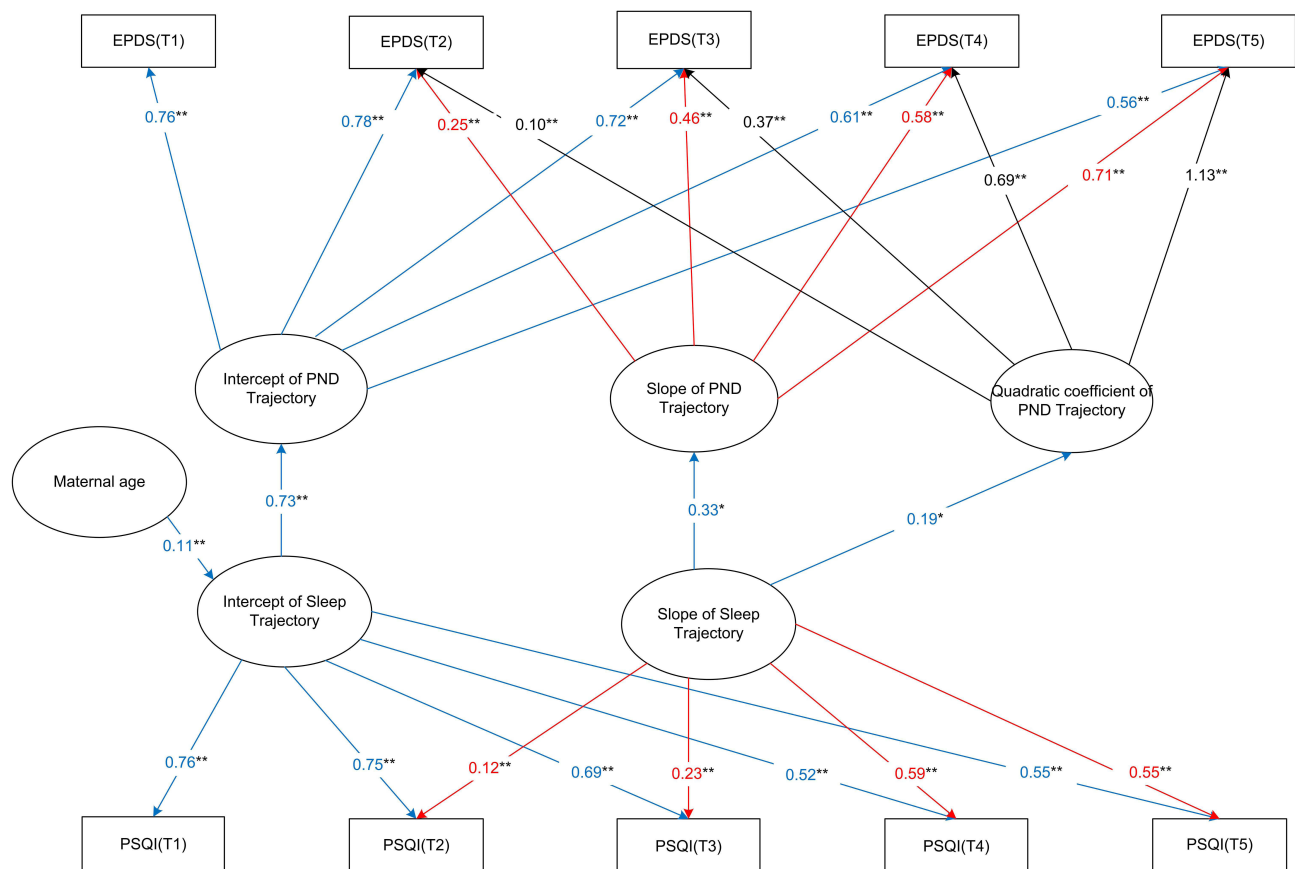 EPDS(T1)
EPDS(T2)
EPDS(T3)
EPDS(T4)
EPDS(T5)
0.76**
0.78**
0.25**
0.10**
0.72**
0.46**
0.37**
0.61**
0.58**
0.69**
0.56**
0.71**
1.13**
Intercept of PND
Trajectory
Slope of PND
Trajectory
Quadratic coefficient of
PND Trajectory
Maternal age
0.11**
0.73**
0.33*
0.19*
Intercept of Sleep
Trajectory
Slope of Sleep
Trajectory
0.76**
0.75**
0.12**
0.69**
0.23**
0.52**
0.59**
0.55**
0.55**
PSQI(T1)
PSQI(T2)
PSQI(T3)
PSQI(T4)
PSQI(T5)